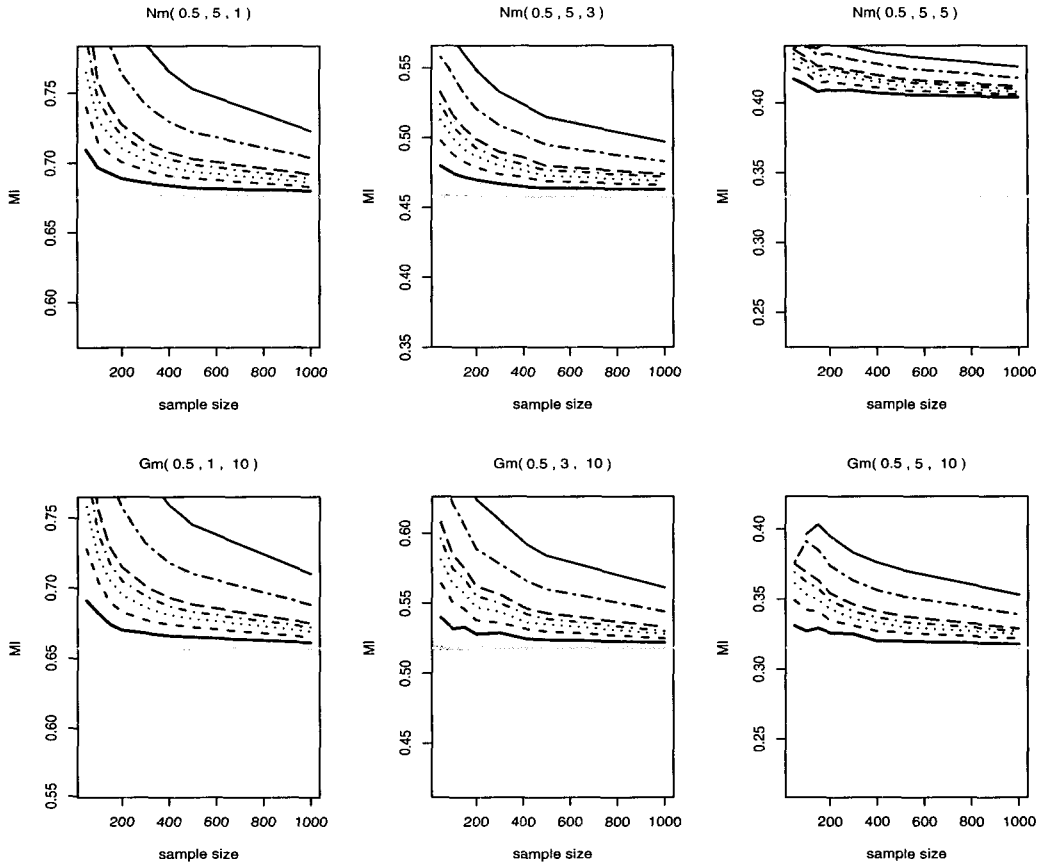 Nm( 0.5 , 5 , 1 )
MI
0.75
0.70
0.65
0.60
200 400 600 800 1000
sample size
Nm( 0.5 , 5 , 3 )
MI
0.55
0.50
0.45
0.40
0.35
200 400 600 800 1000
sample size
Nm( 0.5 , 5 , 5 )
MI
0.40
0.35
0.30
0.25
200 400 600 800 1000
sample size
Gm( 0.5 , 1 , 10 )
MI
0.75
0.70
0.65
0.60
0.55
200 400 600 800 1000
sample size
Gm( 0.5 , 3 , 10 )
MI
0.60
0.55
0.50
0.45
200 400 600 800 1000
sample size
Gm( 0.5 , 5 , 10 )
MI
0.40
0.35
0.30
0.25
200 400 600 800 1000
sample size